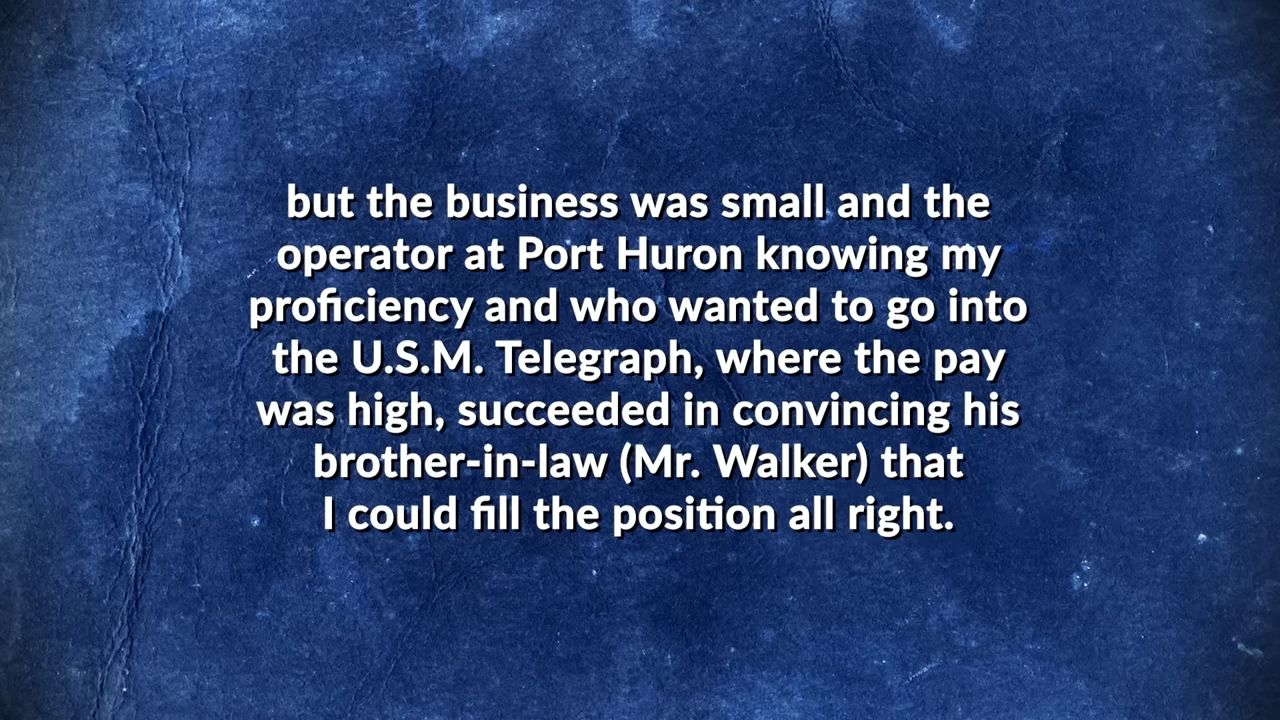 but the business was small and the
operator at Port Huron knowing my
proficiency and who wanted to go into
the U.S.M. Telegraph, where the pay
was high, succeeded in convincing his
brother-in-law (Mr. Walker) that
I could fill the position all right.